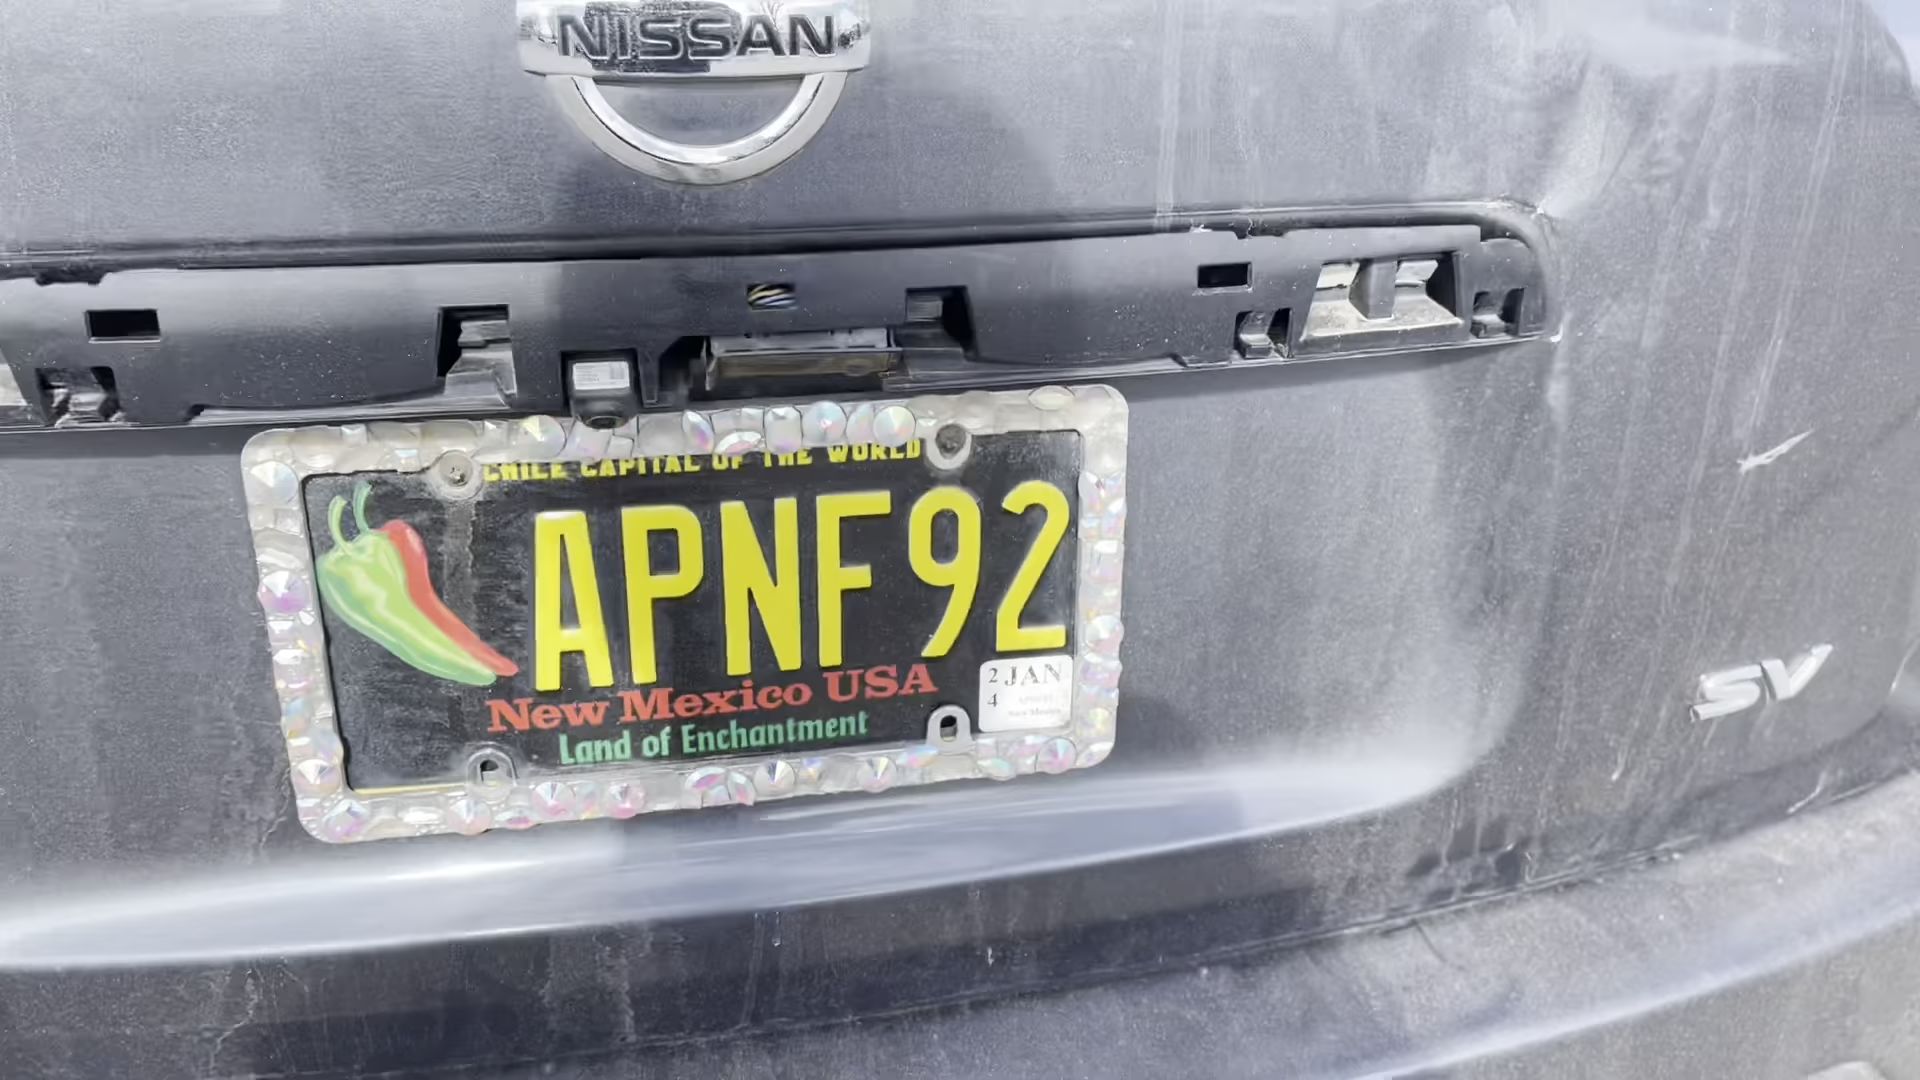 NISSAN
CHILE CAPITAL OF THE WORLD
APNF92
New Mexico USA
2 JAN
4
Land of Enchantment
SV